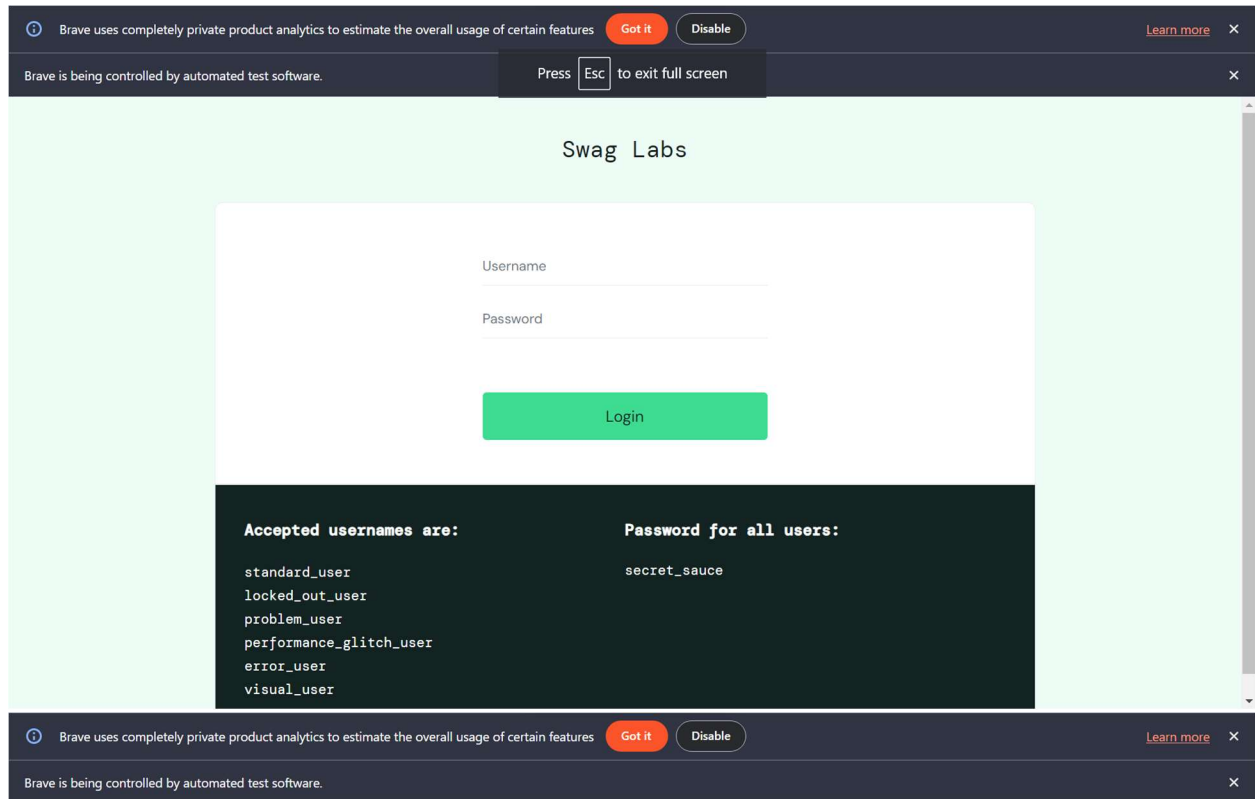 Brave uses completely private product analytics to estimate the overall usage of certain features Got it Disable Learn more
Brave is being controlled by automated test software.
Press Esc to exit full screen
Swag Labs
Username
Password
Login
Accepted usernames are:
standard_user
locked_out_user
problem_user
performance_glitch_user
error_user
visual_user
Password for all users:
secret_sauce
Brave uses completely private product analytics to estimate the overall usage of certain features Got it Disable Learn more
Brave is being controlled by automated test software.